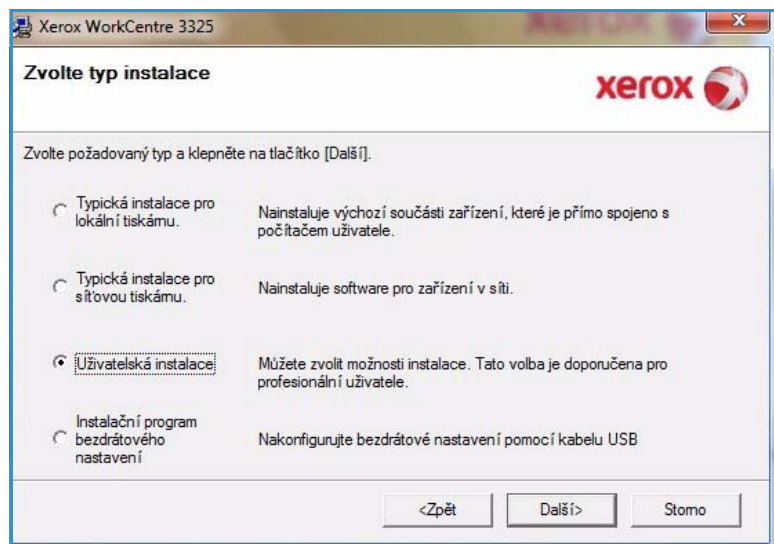 Xerox WorkCentre 3325
Zvolte typ instalace
xerox
Zvolte požadovaný typ a klepněte na tlačítko [Další].
Typická instalace pro
lokální tiskárnu.
Nainstaluje výchozí součásti zařízení, které je přímo spojeno s
počítačem uživatele.
Typická instalace pro
síťovou tiskárnu.
Nainstaluje software pro zařízení v síti.
Uživatelská instalace
Můžete zvolit možnosti instalace. Tato volba je doporučena pro
profesionální uživatele.
Instalační program
bezdrátového
nastavení
Nakonfigurujte bezdrátové nastavení pomocí kabelu USB
<Zpět
Další>
Storno